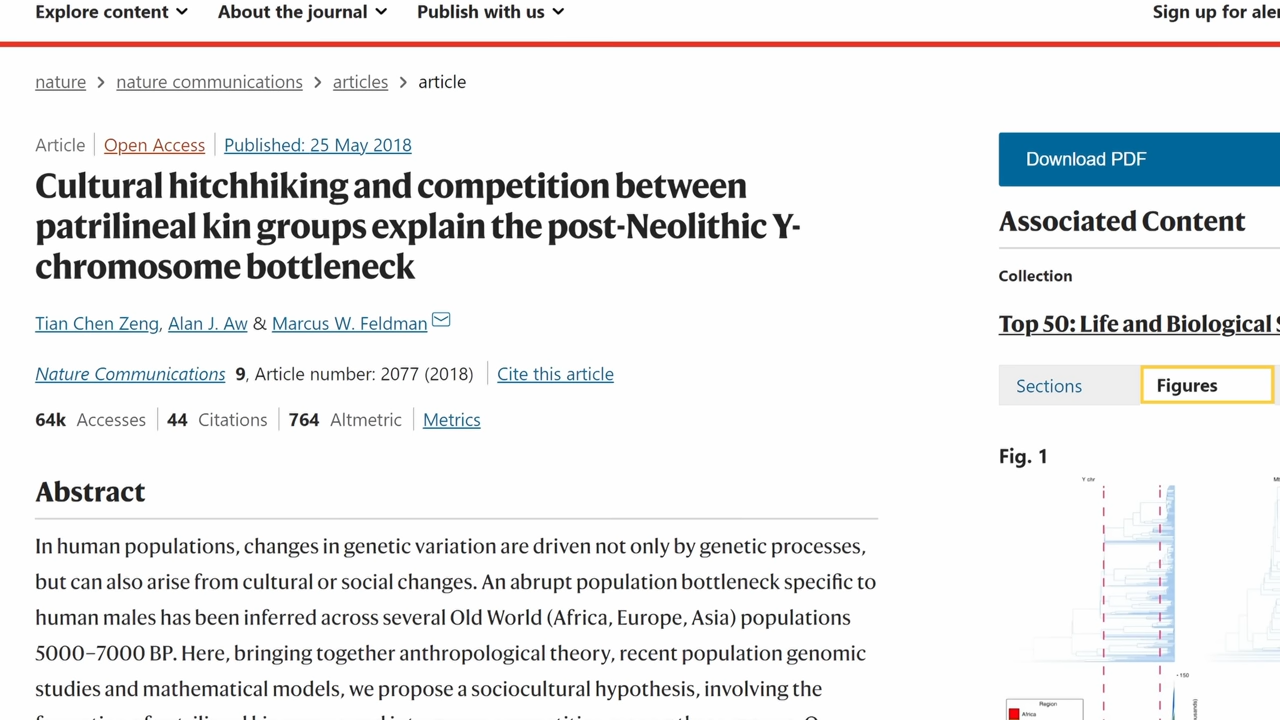 Explore content About the journal Publish with us Sign up for
nature > nature communications > articles > article
Article Open Access Published: 25 May 2018
Cultural hitchhiking and competition between
patrilineal kin groups explain the post-Neolithic Y-
chromosome bottleneck
Tian Chen Zeng, Alan J. Aw & Marcus W. Feldman
Nature Communications 9, Article number: 2077 (2018) Cite this article
64k Accesses 44 Citations 764 Altmetric Metrics
Abstract
In human populations, changes in genetic variation are driven not only by genetic processes,
but can also arise from cultural or social changes. An abrupt population bottleneck specific to
human males has been inferred across several Old World (Africa, Europe, Asia) populations
5000–7000 BP. Here, bringing together anthropological theory, recent population genomic
studies and mathematical models, we propose a sociocultural hypothesis, involving the
Download PDF
Associated Content
Collection
Top 50: Life and Biological
Sections Figures
Fig. 1
Y chr
150
Region
Africa